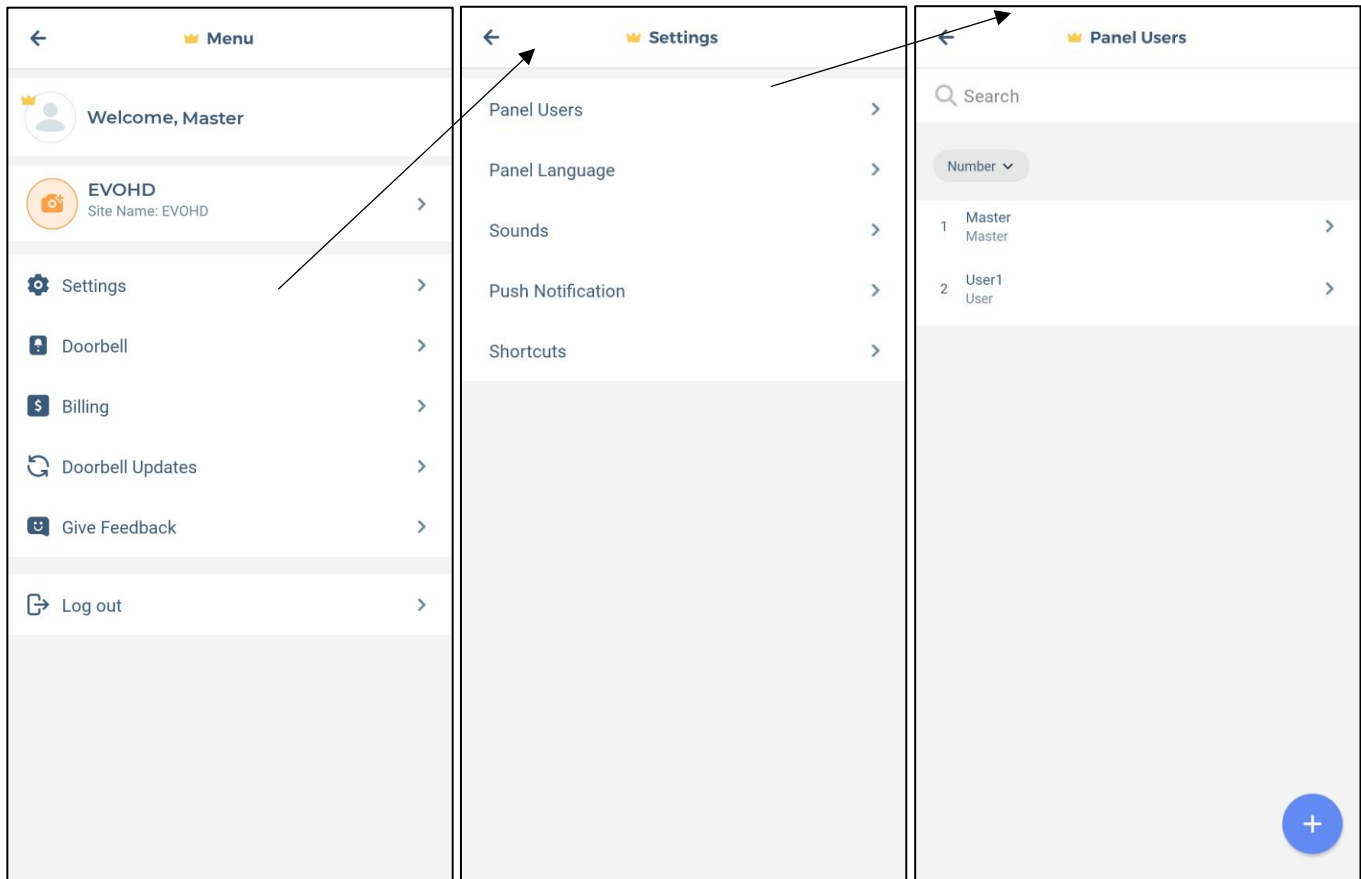 Menu
Welcome, Master
EVOHD
Site Name: EVOHD
Settings
Doorbell
Billing
Doorbell Updates
Give Feedback
Log out
Settings
Panel Users
Panel Language
Sounds
Push Notification
Shortcuts
Panel Users
Search
Number
1 Master
Master
2 User1
User